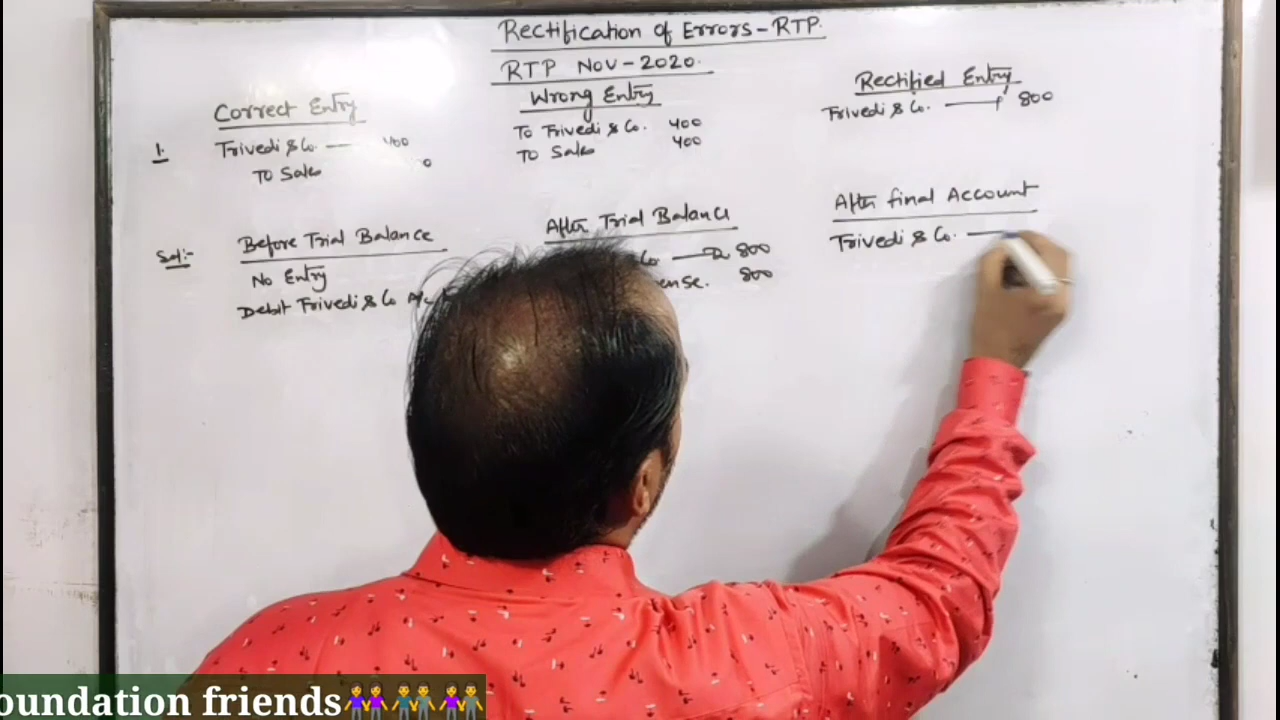 Rectification of Errors - RTP.
RTP Nov - 2020.
Correct Entry
Wrong Entry
Rectified Entry
1.
Trivedi & Co. — 400
To Sales
To Trivedi & Co. 400
To Sales 400
Trivedi & Co. — 800
Sol:-
Before Trial Balance
No Entry
Debit Trivedi & Co A/c
After Trial Balance
Co — Dr 800
ense. 800
After final Account
Trivedi & Co. —
oundation friends👭👬👫